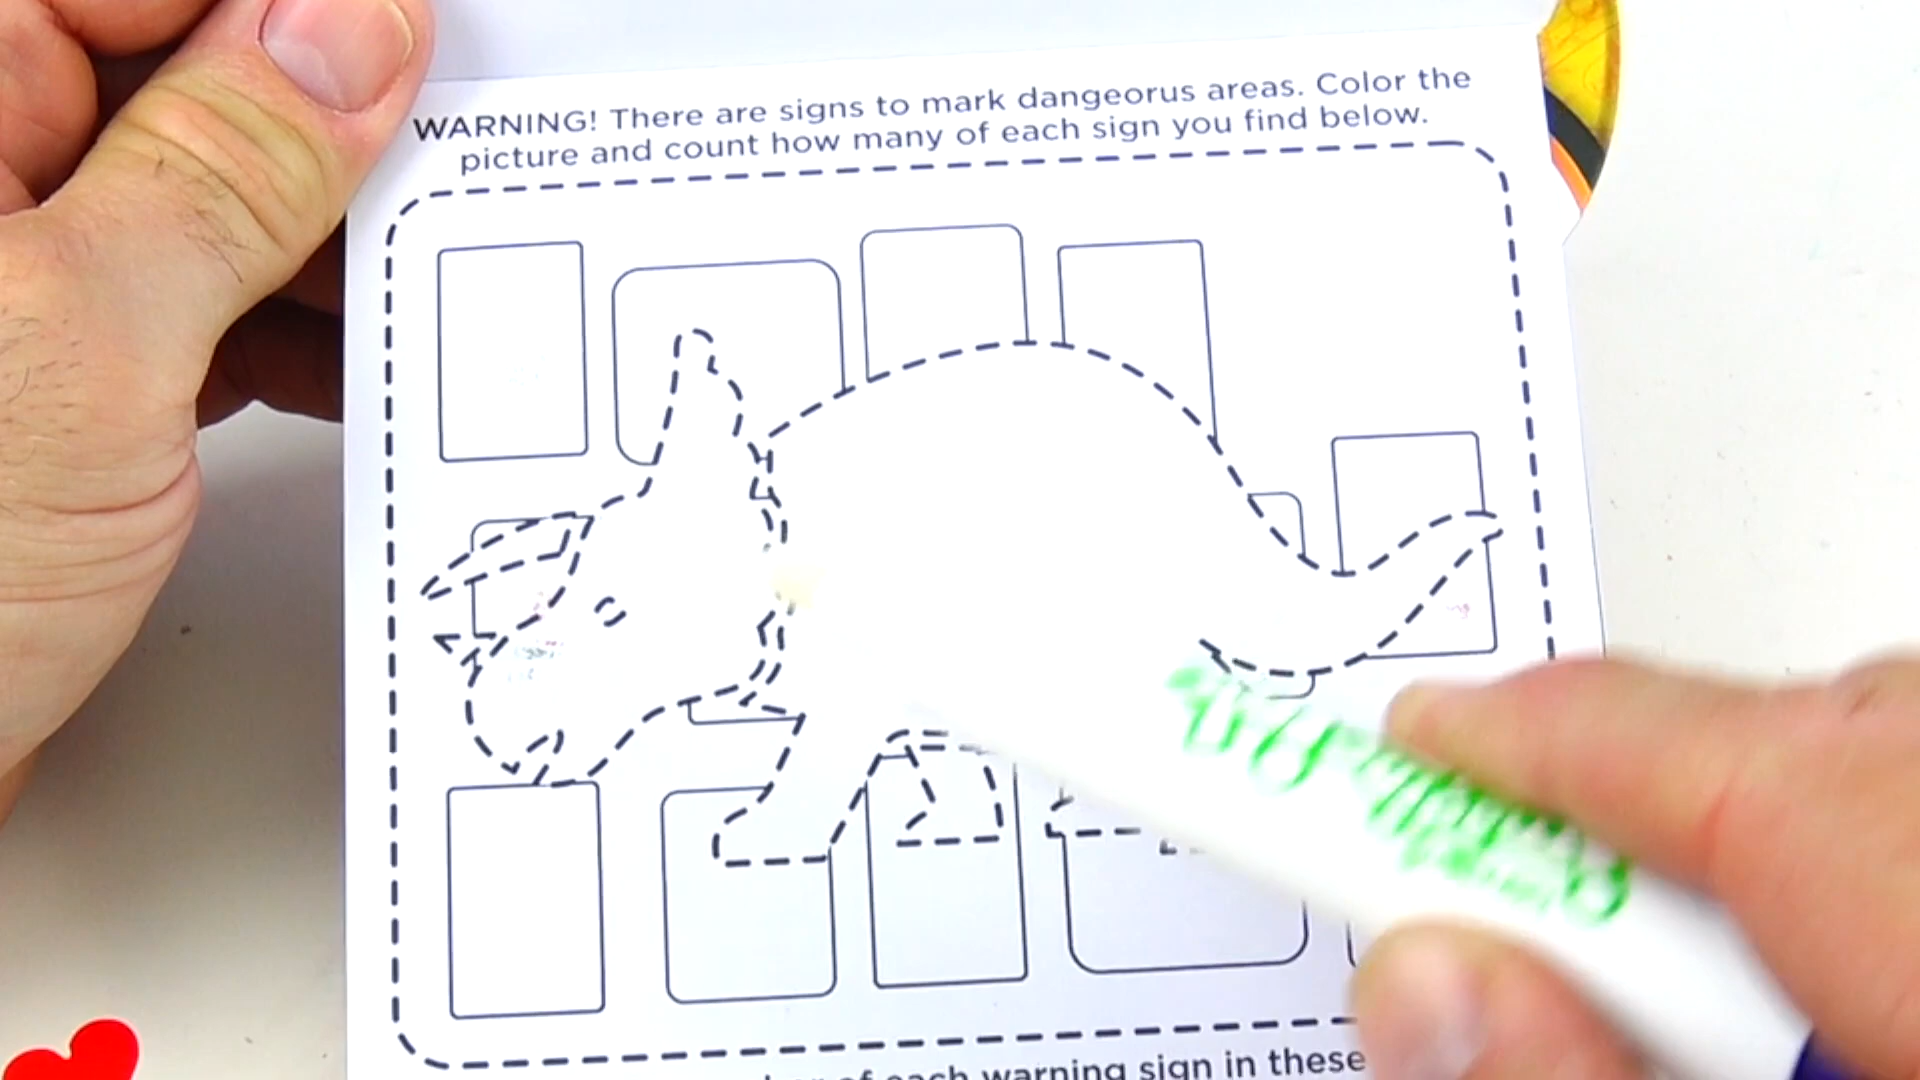 WARNING! There are signs to mark dangeorus areas. Color the
picture and count how many of each sign you find below.
of each warning sign in these